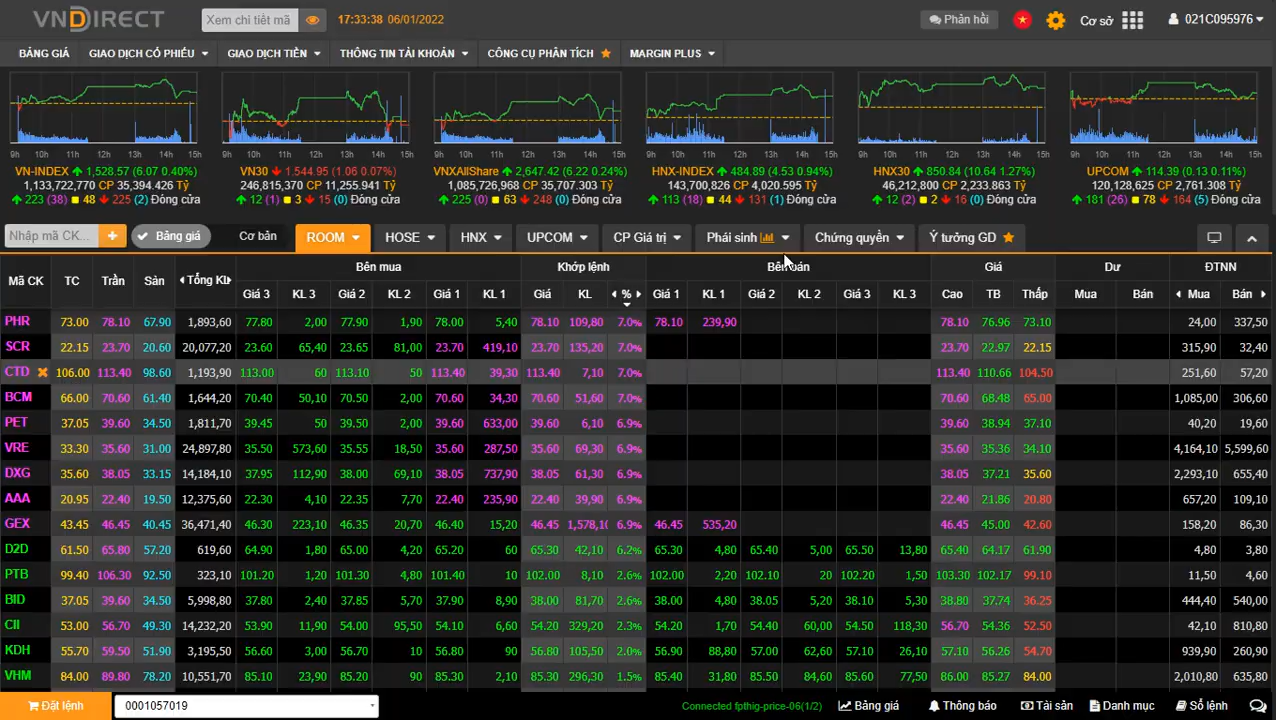 VNDIRECT Xem chi tiết mã 17:33:38 06/01/2022 Phản hồi Cơ sở 021C095976
BẢNG GIÁ GIAO DỊCH CỔ PHIẾU GIAO DỊCH TIỀN THÔNG TIN TÀI KHOẢN CÔNG CỤ PHÂN TÍCH MARGIN PLUS
9h 10h 11h 12h 13h 14h 15h 9h 10h 11h 12h 13h 14h 15h 9h 10h 11h 12h 13h 14h 15h 9h 10h 11h 12h 13h 14h 15h 9h 10h 11h 12h 13h 14h 15h 9h 10h 11h 12h 13h 14h 15h
VN-INDEX 1,528.57 (6.07 0.40%) VN30 1,544.95 (1.06 0.07%) VNXAllShare 2,647.42 (6.22 0.24%) HNX-INDEX 484.89 (4.53 0.94%) HNX30 850.84 (10.64 1.27%) UPCOM 114.39 (0.13 0.11%)
1,133,722,770 CP 35,394.426 Tỷ 246,815,370 CP 11,255.941 Tỷ 1,085,726,968 CP 35,707.303 Tỷ 143,700,826 CP 4,020.595 Tỷ 46,212,800 CP 2,233.863 Tỷ 120,128,625 CP 2,761.308 Tỷ
223 (38) 48 225 (2) Đóng cửa 12 (1) 3 15 (0) Đóng cửa 225 (0) 63 248 (0) Đóng cửa 113 (18) 44 131 (1) Đóng cửa 12 (2) 2 16 (0) Đóng cửa 181 (26) 78 164 (5) Đóng cửa
Nhập mã CK... + Bảng giá Cơ bản ROOM HOSE HNX UPCOM CP Giá trị Phái sinh Chứng quyền Ý tưởng GD
Mã CK TC Trần Sàn Tổng KL Bên mua Khớp lệnh Bên bán Giá Dư ĐTNN
Giá 3 KL 3 Giá 2 KL 2 Giá 1 KL 1 Giá KL % Giá 1 KL 1 Giá 2 KL 2 Giá 3 KL 3 Cao TB Thấp Mua Bán Mua Bán
PHR 73.00 78.10 67.90 1,893,60 77.80 2,00 77.90 1,90 78.00 5,40 78.10 109,80 7.0% 78.10 239,90 78.10 76.96 73.10 24,00 337,50
SCR 22.15 23.70 20.60 20,077,20 23.60 65,40 23.65 81,00 23.70 419,10 23.70 135,20 7.0% 23.70 22.97 22.15 315,90 32,40
CTD 106.00 113.40 98.60 1,193,90 113.00 60 113.10 50 113.40 39,30 113.40 7,10 7.0% 113.40 110.66 104.50 251,60 57,20
BCM 66.00 70.60 61.40 1,644,20 70.40 50,10 70.50 2,00 70.60 34,30 70.60 51,60 7.0% 70.60 68.48 65.00 1,085,00 306,60
PET 37.05 39.60 34.50 1,811,70 39.45 50 39.50 2,00 39.60 633,00 39.60 6,10 6.9% 39.60 38.94 37.10 40,20 19,60
VRE 33.30 35.60 31.00 24,897,80 35.50 573,60 35.55 18,50 35.60 287,90 35.60 69,30 6.9% 35.60 35.36 34.10 4,164,10 5,599,60
DXG 35.60 38.05 33.15 14,184,10 37.95 112,90 38.00 69,10 38.05 737,90 38.05 61,30 6.9% 38.05 37.21 35.60 2,293,10 635,40
AAA 20.95 22.40 19.50 12,375,60 22.30 4,10 22.35 7,70 22.40 235,90 22.40 39,90 6.9% 22.40 21.86 20.80 657,20 109,10
GEX 43.45 46.45 40.45 36,471,40 46.30 223,10 46.35 20,70 46.40 15,20 46.45 1,578,10 6.9% 46.45 535,20 46.45 45.00 42.60 158,20 86,30
D2D 61.50 65.80 57.20 619,60 64.90 1,80 65.00 4,20 65.20 60 65.30 42,10 6.2% 65.30 4,80 65.40 5,00 65.50 13,80 65.40 64.17 61.90 4,80 3,80
PTB 99.40 106.30 92.50 323,10 101.20 1,20 101.30 4,80 101.40 10 102.00 8,10 2.6% 102.00 2,20 102.10 20 102.20 1,50 103.30 102.17 99.10 11,50 4,60
BID 37.05 39.60 34.50 5,998,80 37.80 2,40 37.85 5,70 37.90 8,90 38.00 81,70 2.6% 38.00 4,80 38.05 5,20 38.10 5,30 38.80 37.74 36.25 444,40 540,00
CII 53.00 56.70 49.30 14,232,20 53.90 11,90 54.00 95,50 54.10 6,60 54.20 329,20 2.3% 54.20 1,70 54.40 60,00 54.50 118,30 56.70 54.36 52.50 42,10 810,80
KDH 55.70 59.50 51.90 3,195,50 56.60 3,00 56.70 10 56.80 90 56.80 105,50 2.0% 56.90 88,80 57.00 62,60 57.10 26,10 57.10 56.26 54.70 939,90 260,90
VHM 84.00 89.80 78.20 10,551,70 85.10 23,90 85.20 90 85.30 2,10 85.30 296,30 1.5% 85.40 31,80 85.50 84,60 85.60 77,50 86.00 85.27 84.00 2,010,80 635,80
Đặt lệnh 0001057019 Connected fpthig-price-06(1/2) Bảng giá Thông báo Tài sản Danh mục Sổ lệnh